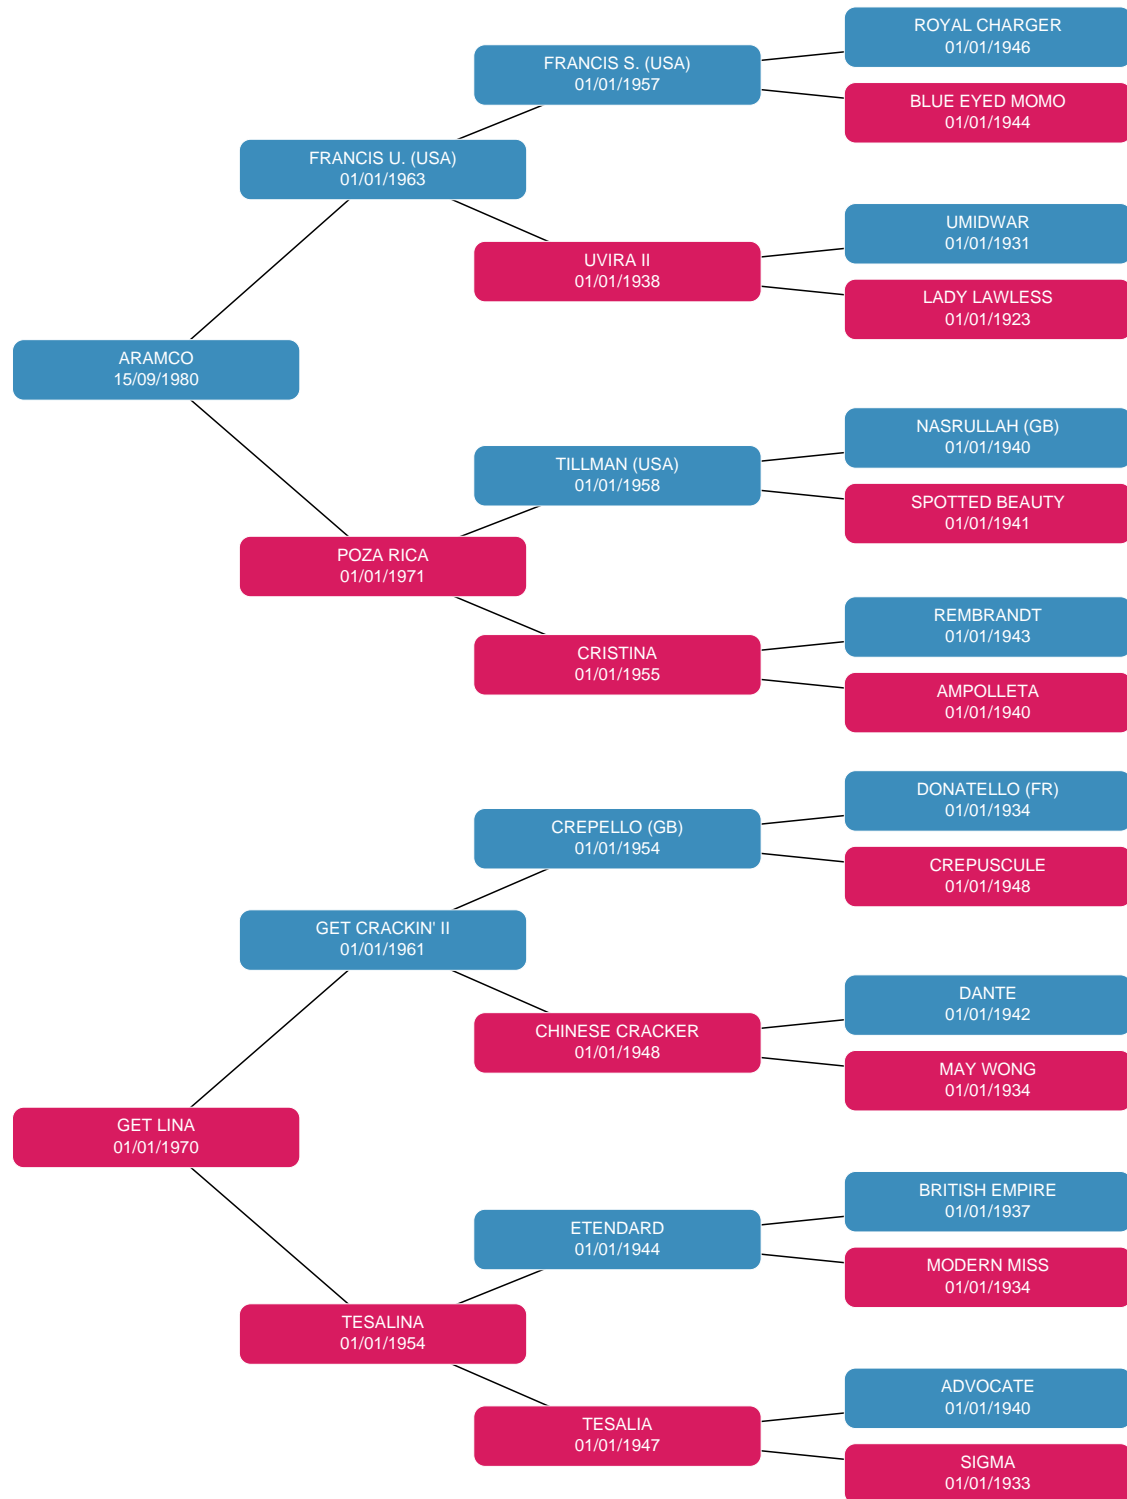 ROYAL CHARGER
01/01/1946
FRANCIS S. (USA)
01/01/1957
BLUE EYED MOMO
01/01/1944
FRANCIS U. (USA)
01/01/1963
UMIDWAR
01/01/1931
UVIRA II
01/01/1938
LADY LAWLESS
01/01/1923
ARAMCO
15/09/1980
NASRULLAH (GB)
01/01/1940
TILLMAN (USA)
01/01/1958
SPOTTED BEAUTY
01/01/1941
POZA RICA
01/01/1971
REMBRANDT
01/01/1943
CRISTINA
01/01/1955
AMPOLLETA
01/01/1940
DONATELLO (FR)
01/01/1934
CREPELLO (GB)
01/01/1954
CREPUSCULE
01/01/1948
GET CRACKIN' II
01/01/1961
DANTE
01/01/1942
CHINESE CRACKER
01/01/1948
MAY WONG
01/01/1934
GET LINA
01/01/1970
BRITISH EMPIRE
01/01/1937
ETENDARD
01/01/1944
MODERN MISS
01/01/1934
TESALINA
01/01/1954
ADVOCATE
01/01/1940
TESALIA
01/01/1947
SIGMA
01/01/1933